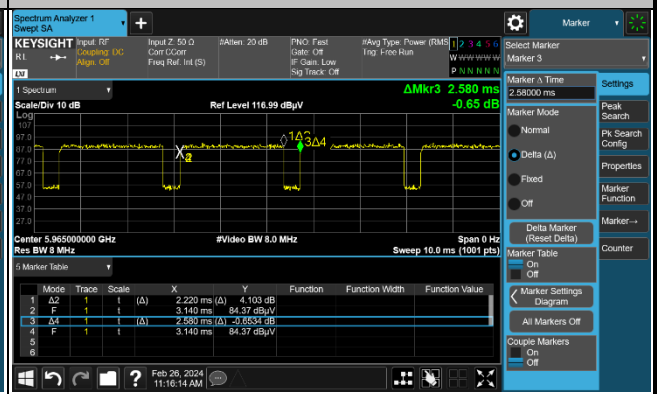 Spectrum Analyzer 1
Swept SA
+
Marker
KEYSIGHT Input: RF Input Z: 50 Ω #Atten: 20 dB PNO: Fast #Avg Type: Power (RMS 1 2 3 4 5 6
RL Coupling: DC Corr CCorr Gate: Off Trig: Free Run W W W W W W
Align: Off Freq Ref: Int (S) IF Gain: Low P N N N N N
Sig Track: Off
LXI
Select Marker
Marker 3
1 Spectrum
ΔMkr3 2.580 ms
Scale/Div 10 dB Ref Level 116.99 dBµV -0.65 dB
Log
107
97.0
87.0
77.0
67.0
57.0
47.0
37.0
27.0
1Δ2
3Δ4
Center 5.965000000 GHz #Video BW 8.0 MHz Span 0 Hz
Res BW 8 MHz Sweep 10.0 ms (1001 pts)
5 Marker Table
Mode Trace Scale X Y Function Function Width Function Value
1 Δ2 1 t (Δ) 2.220 ms (Δ) 4.103 dB
2 F 1 t 3.140 ms 84.37 dBµV
3 Δ4 1 t (Δ) 2.580 ms (Δ) -0.6534 dB
4 F 1 t 3.140 ms 84.37 dBµV
5
6
Marker Δ Time
2.58000 ms
Marker Mode
Normal
Delta (Δ)
Fixed
Off
Delta Marker
(Reset Delta)
Marker Table
On
Off
Marker Settings
Diagram
All Markers Off
Couple Markers
On
Off
Settings
Peak
Search
Pk Search
Config
Properties
Marker
Function
Marker→
Counter
? Feb 26, 2024
11:16:14 AM